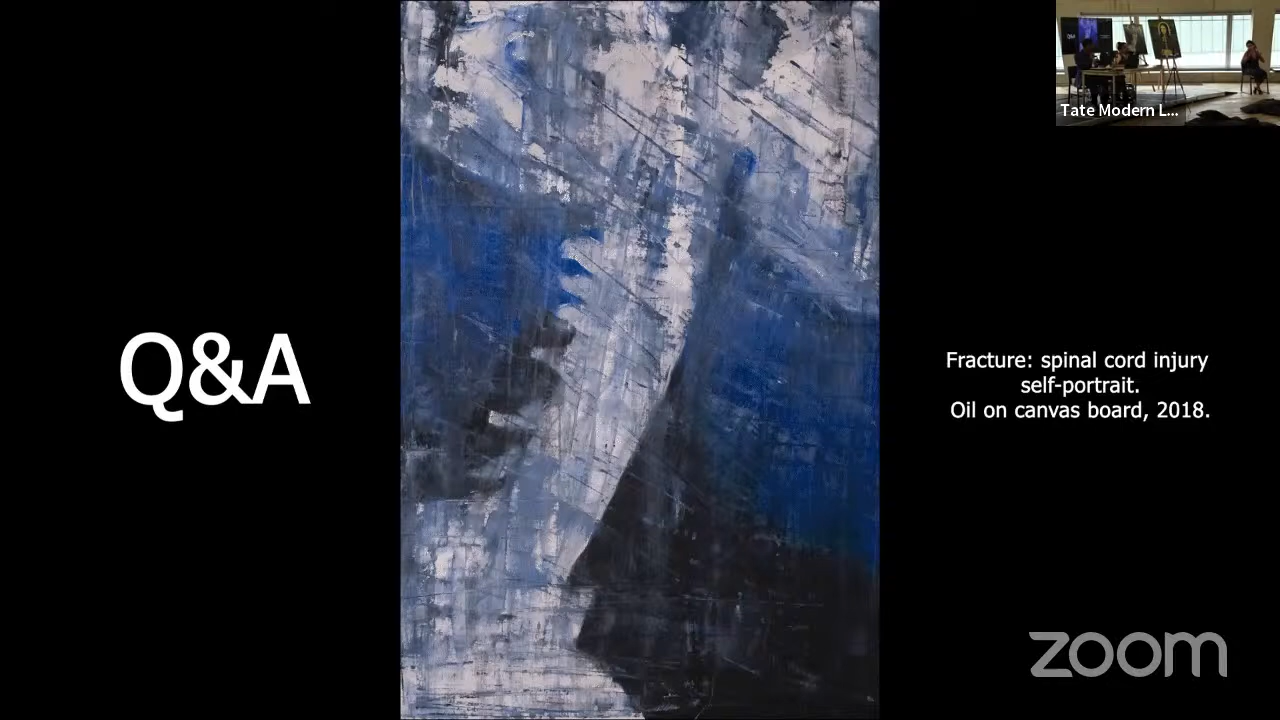 Tate Modern L...
Q&A
Fracture: spinal cord injury
self-portrait.
Oil on canvas board, 2018.
zoom